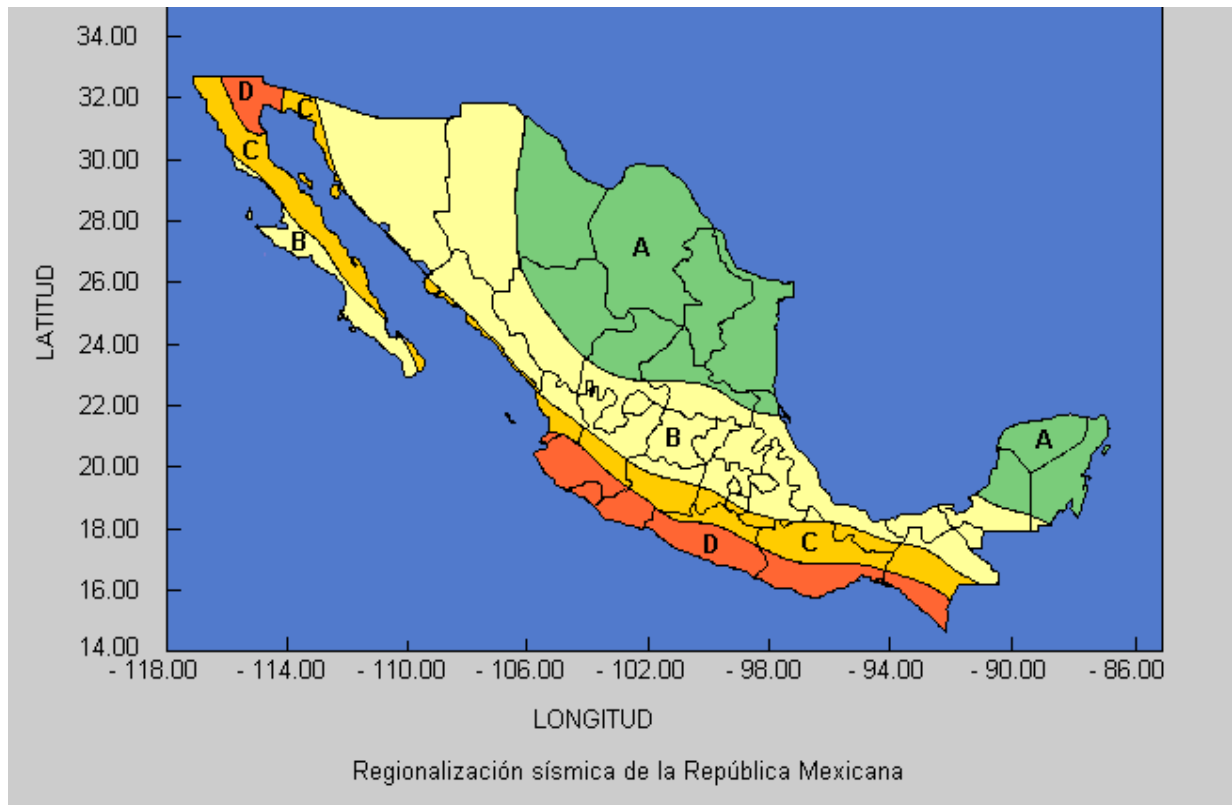 34.00
32.00
30.00
28.00
26.00
24.00
22.00
20.00
18.00
16.00
14.00
LATITUD
D
C
C
B
A
B
A
D
C
- 118.00 - 114.00 - 110.00 - 106.00 - 102.00 - 98.00 - 94.00 - 90.00 - 86.00
LONGITUD
Regionalización sísmica de la República Mexicana